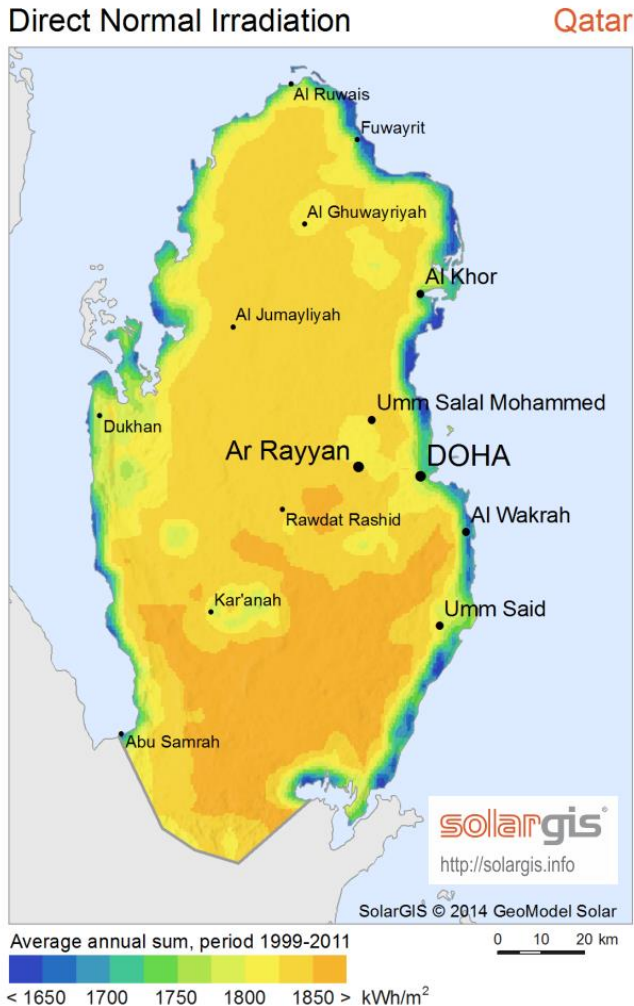 Direct Normal Irradiation
Qatar
Al Ruwais
Fuwayrit
Al Ghuwayriyah
Al Khor
Al Jumayliyah
Umm Salal Mohammed
Dukhan
Ar Rayyan
DOHA
Rawdat Rashid
Al Wakrah
Kar'anah
Umm Said
Abu Samrah
solargis®
http://solargis.info
SolarGIS © 2014 GeoModel Solar
Average annual sum, period 1999-2011
0 10 20 km
< 1650 1700 1750 1800 1850 > kWh/m²